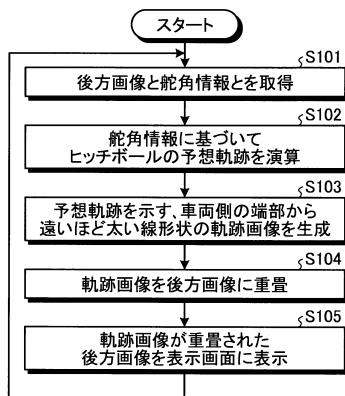 スタート
S101
後方画像と舵角情報とを取得
S102
舵角情報に基づいて
ヒッチボールの予想軌跡を演算
S103
予想軌跡を示す、車両側の端部から
遠いほど太い線形状の軌跡画像を生成
S104
軌跡画像を後方画像に重畳
S105
軌跡画像が重畳された
後方画像を表示画面に表示